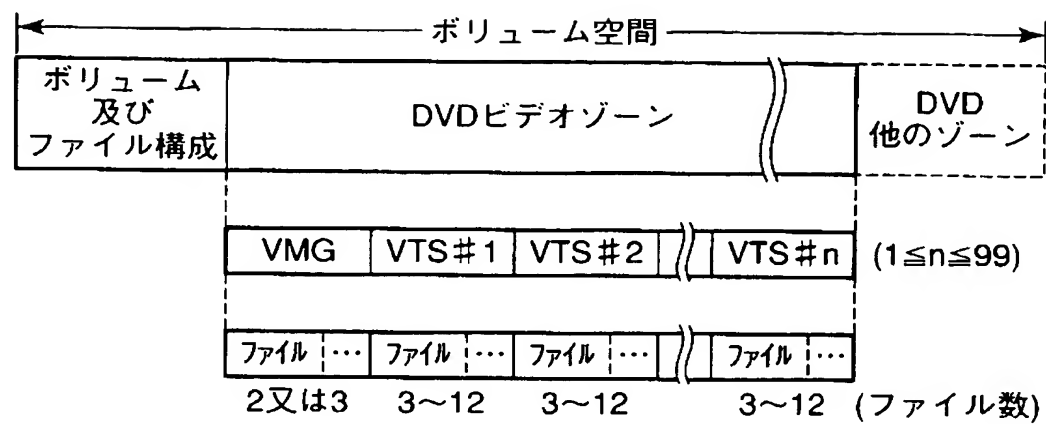 ボリューム空間
ボリューム
及び
ファイル構成
DVDビデオゾーン
DVD
他のゾーン
VMG VTS#1 VTS#2 VTS#n (1≦n≦99)
ファイル … ファイル … ファイル … ファイル …
2又は3 3〜12 3〜12 3〜12 (ファイル数)